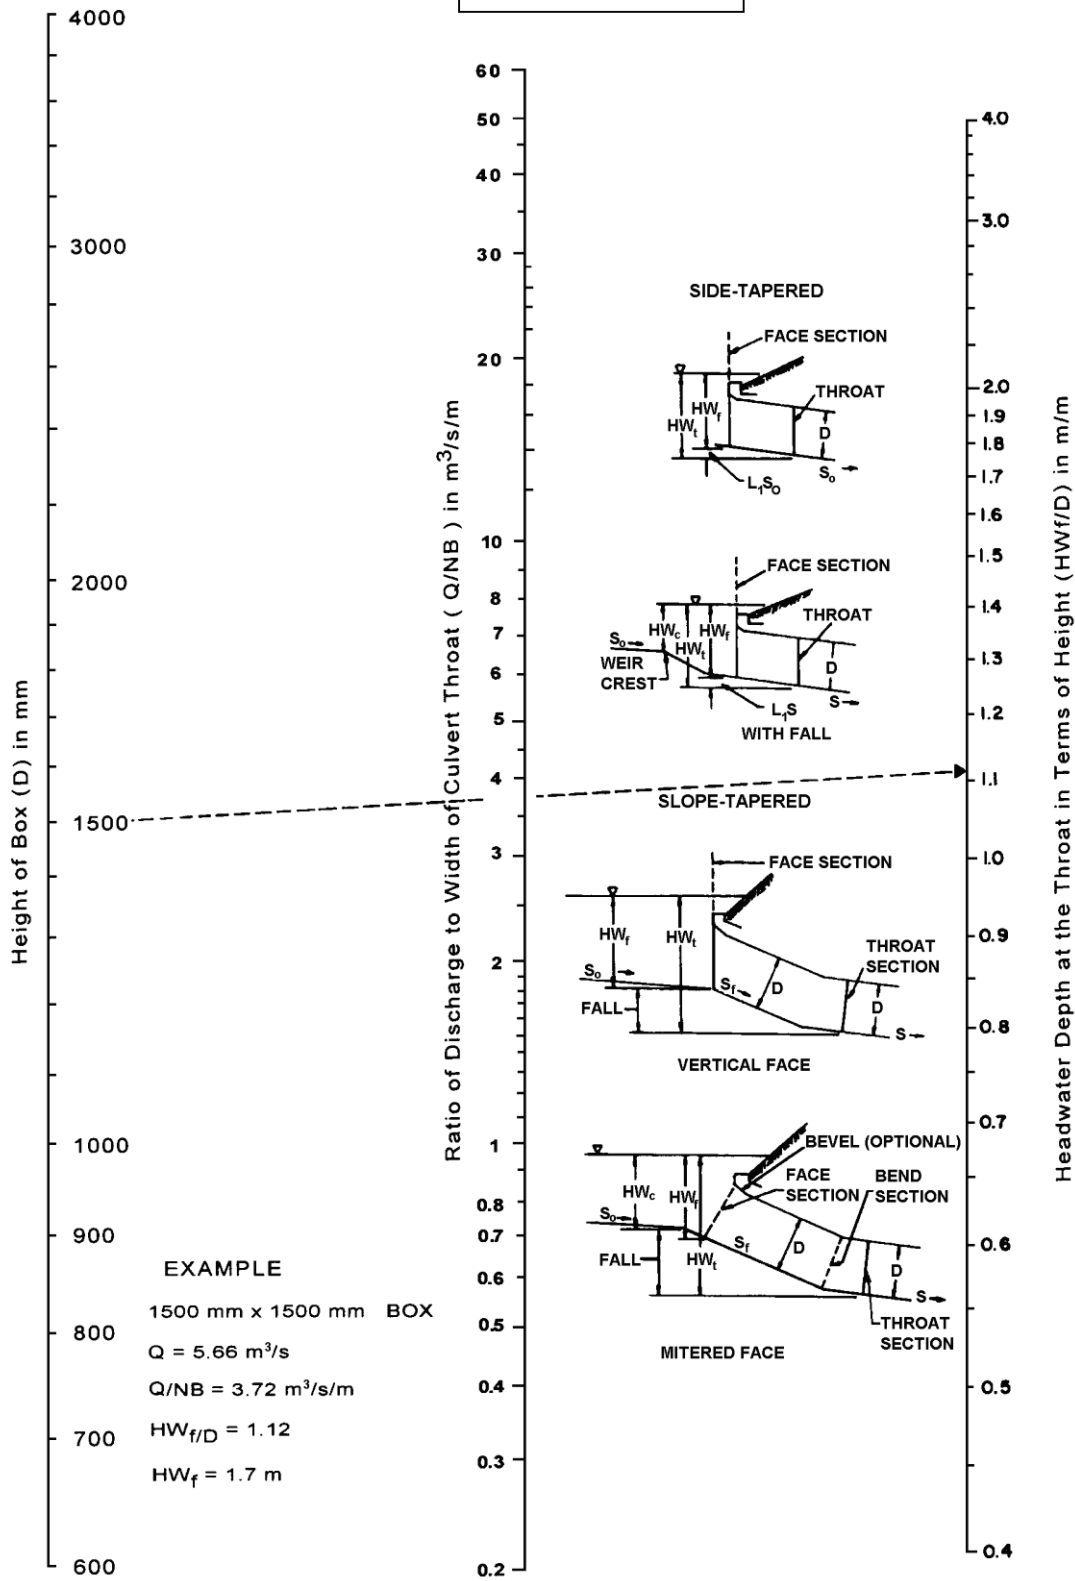 Height of Box (D) in mm
4000
3000
2000
1500
1000
900
800
700
600
Ratio of Discharge to Width of Culvert Throat ( Q/NB ) in m³/s/m
60
50
40
30
20
10
8
7
6
5
4
3
2
1
0.8
0.7
0.6
0.5
0.4
0.3
0.2
SIDE-TAPERED
FACE SECTION
THROAT
HWf
HWt
D
So
L1SO
FACE SECTION
THROAT
HWc
HWf
HWt
So
WEIR
CREST
D
S
L1S
WITH FALL
SLOPE-TAPERED
FACE SECTION
HWf
HWt
THROAT
SECTION
So
Sf
D
D
FALL
S
VERTICAL FACE
BEVEL (OPTIONAL)
FACE
SECTION
BEND
SECTION
HWc
HWf
So
Sf
D
D
FALL
HWt
S
THROAT
SECTION
MITERED FACE
Headwater Depth at the Throat in Terms of Height (HWf/D) in m/m
4.0
3.0
2.0
1.9
1.8
1.7
1.6
1.5
1.4
1.3
1.2
1.1
1.0
0.9
0.8
0.7
0.6
0.5
0.4
EXAMPLE
1500 mm x 1500 mm BOX
Q = 5.66 m³/s
Q/NB = 3.72 m³/s/m
HWf/D = 1.12
HWf = 1.7 m